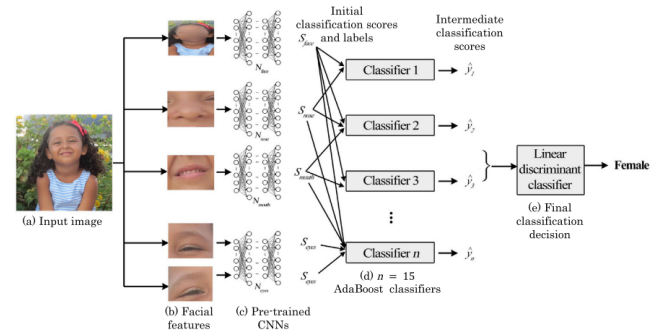 Initial
classification scores
and labels
Intermediate
classification
scores
S_face
N_face
Classifier 1
ŷ_1
S_nose
N_nose
Classifier 2
ŷ_2
S_mouth
N_mouth
Classifier 3
ŷ_3
Linear
discriminant
classifier
Female
(a) Input image
(e) Final
classification
decision
...
S_eyes
N_eyes
Classifier n
S_eyes
(d) n = 15
AdaBoost classifiers
(b) Facial
features
(c) Pre-trained
CNNs